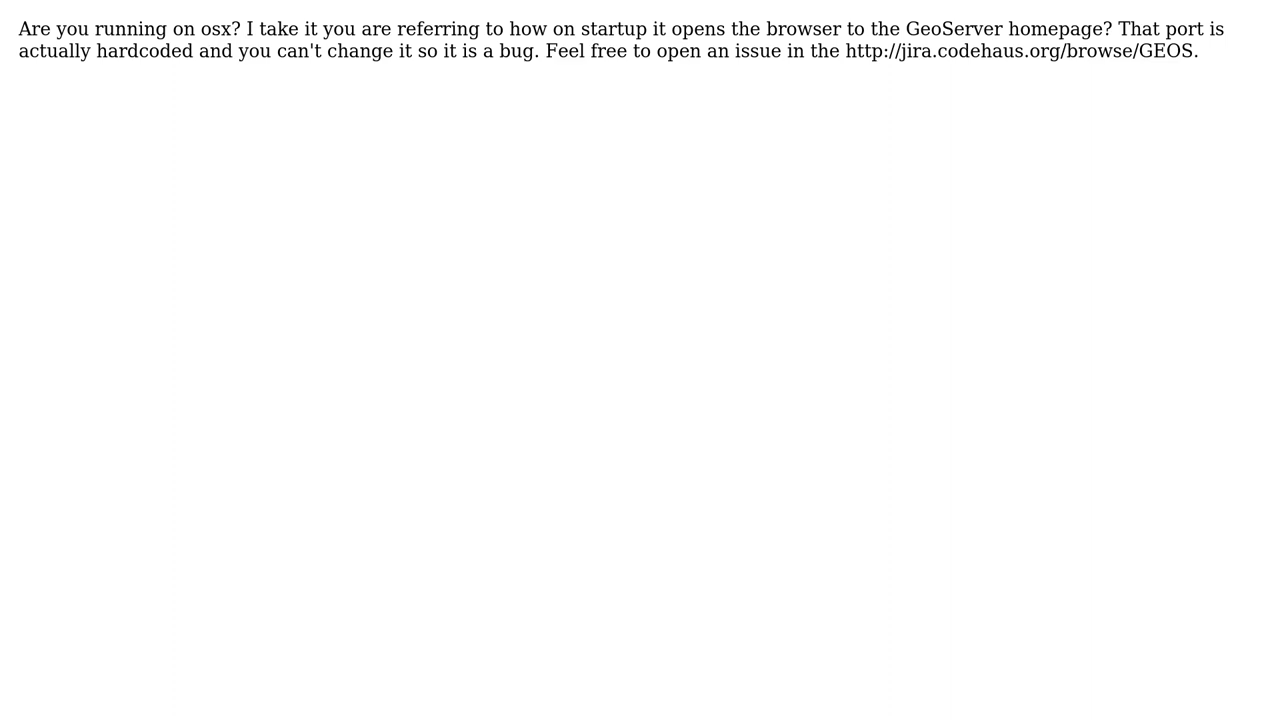 Are you running on osx? I take it you are referring to how on startup it opens the browser to the GeoServer homepage? That port is
actually hardcoded and you can't change it so it is a bug. Feel free to open an issue in the http://jira.codehaus.org/browse/GEOS.